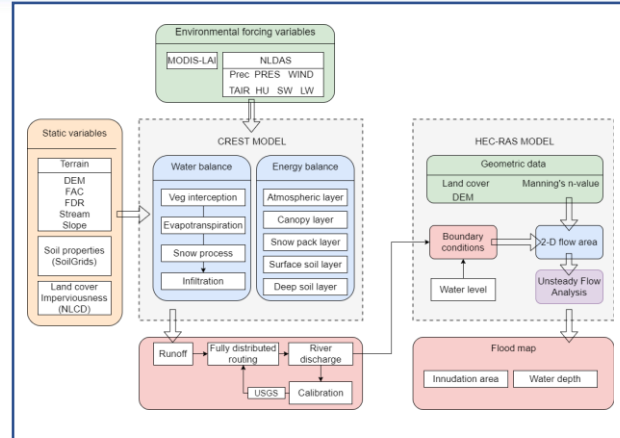 Environmental forcing variables
MODIS-LAI
NLDAS
Prec PRES WIND
TAIR HU SW LW
Static variables
Terrain
DEM
FAC
FDR
Stream
Slope
Soil properties
(SoilGrids)
Land cover
Imperviousness
(NLCD)
CREST MODEL
Water balance
Veg interception
Evapotranspiration
Snow process
Infiltration
Energy balance
Atmospheric layer
Canopy layer
Snow pack layer
Surface soil layer
Deep soil layer
HEC-RAS MODEL
Geometric data
Land cover
Manning's n-value
DEM
Boundary
conditions
2-D flow area
Water level
Unsteady Flow
Analysis
Runoff
Fully distributed
routing
River
discharge
USGS
Calibration
Flood map
Innudation area
Water depth